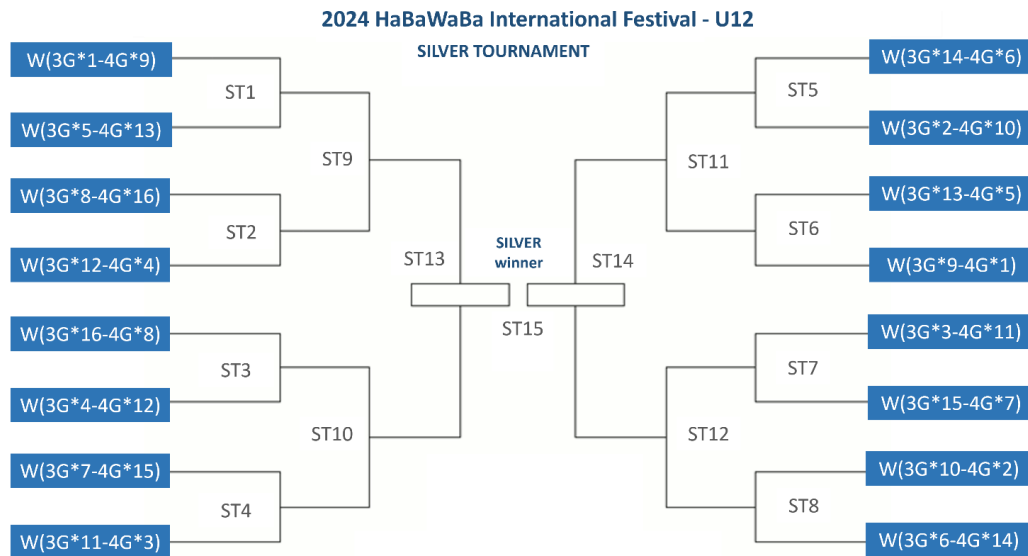 2024 HaBaWaBa International Festival - U12
SILVER TOURNAMENT
W(3G*1-4G*9)
ST1
W(3G*5-4G*13)
ST9
W(3G*8-4G*16)
ST2
W(3G*12-4G*4)
ST13
W(3G*16-4G*8)
ST3
W(3G*4-4G*12)
ST10
W(3G*7-4G*15)
ST4
W(3G*11-4G*3)
SILVER
winner
ST15
W(3G*14-4G*6)
ST5
W(3G*2-4G*10)
ST11
W(3G*13-4G*5)
ST6
W(3G*9-4G*1)
ST14
W(3G*3-4G*11)
ST7
W(3G*15-4G*7)
ST12
W(3G*10-4G*2)
ST8
W(3G*6-4G*14)